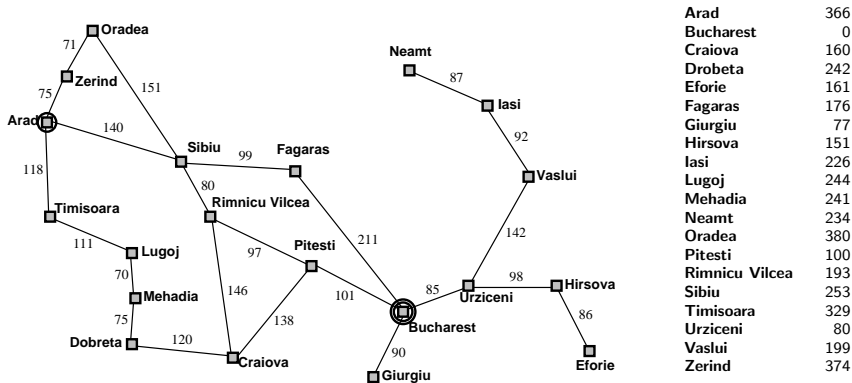 Oradea
71
Neamt
Zerind
87
75
151
Iasi
Arad
140
92
Sibiu
Fagaras
99
118
Vaslui
80
Timisoara
Rimnicu Vilcea
111
142
211
Lugoj
97
Pitesti
70
98
Hirsova
85
146
101
Urziceni
Mehadia
86
75
138
Bucharest
Dobreta
120
90
Craiova
Eforie
Giurgiu
Arad 366
Bucharest 0
Craiova 160
Drobeta 242
Eforie 161
Fagaras 176
Giurgiu 77
Hirsova 151
Iasi 226
Lugoj 244
Mehadia 241
Neamt 234
Oradea 380
Pitesti 100
Rimnicu Vilcea 193
Sibiu 253
Timisoara 329
Urziceni 80
Vaslui 199
Zerind 374